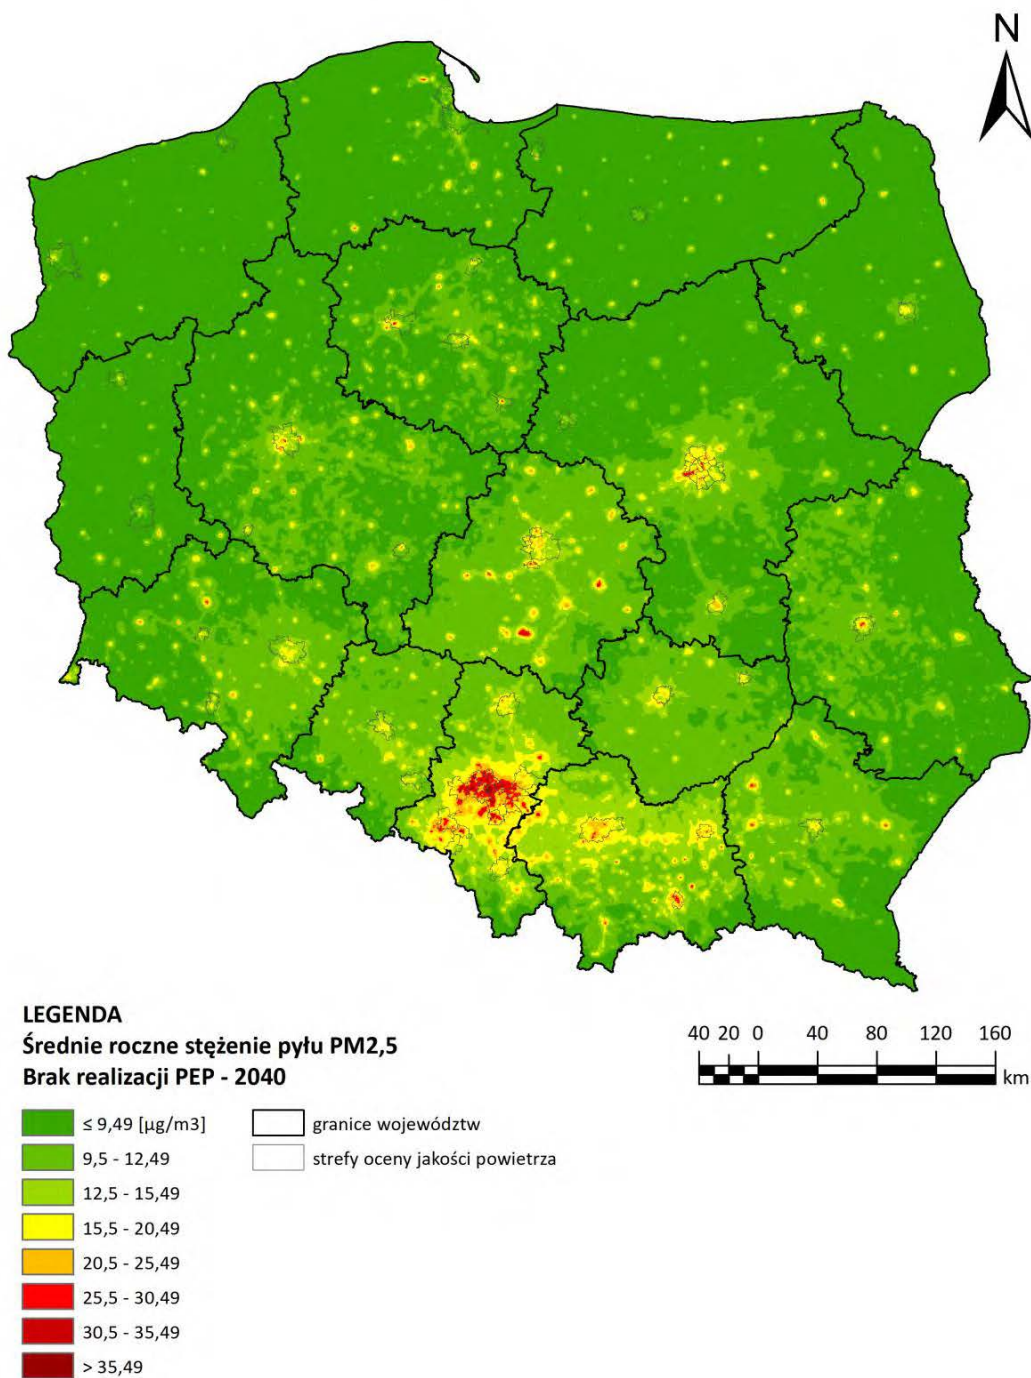 N
LEGENDA
Średnie roczne stężenie pyłu PM2,5
Brak realizacji PEP - 2040
40 20 0 40 80 120 160
km
≤ 9,49 [µg/m3]
granice województw
9,5 - 12,49
strefy oceny jakości powietrza
12,5 - 15,49
15,5 - 20,49
20,5 - 25,49
25,5 - 30,49
30,5 - 35,49
> 35,49